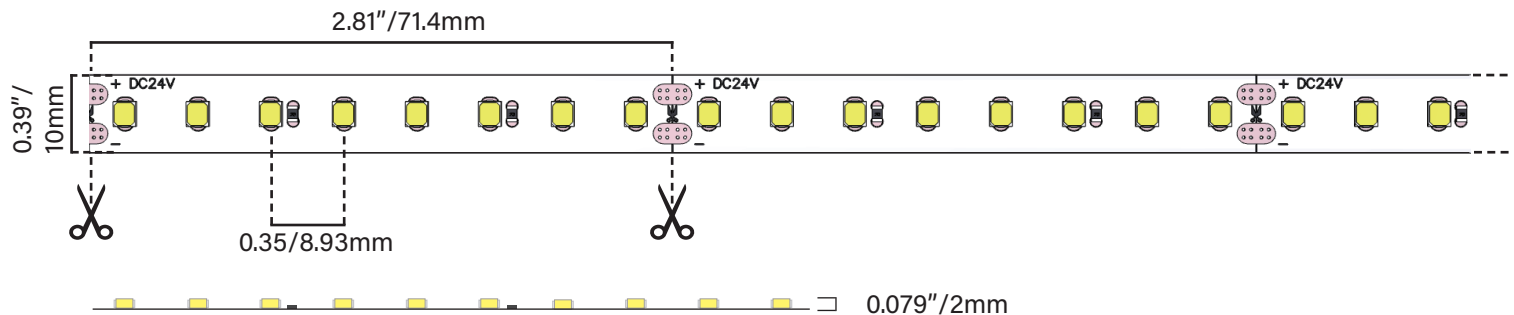 2.81"/71.4mm
0.39"/
10mm
+ DC24V
-
+ DC24V
-
+ DC24V
-
0.35/8.93mm
0.079"/2mm